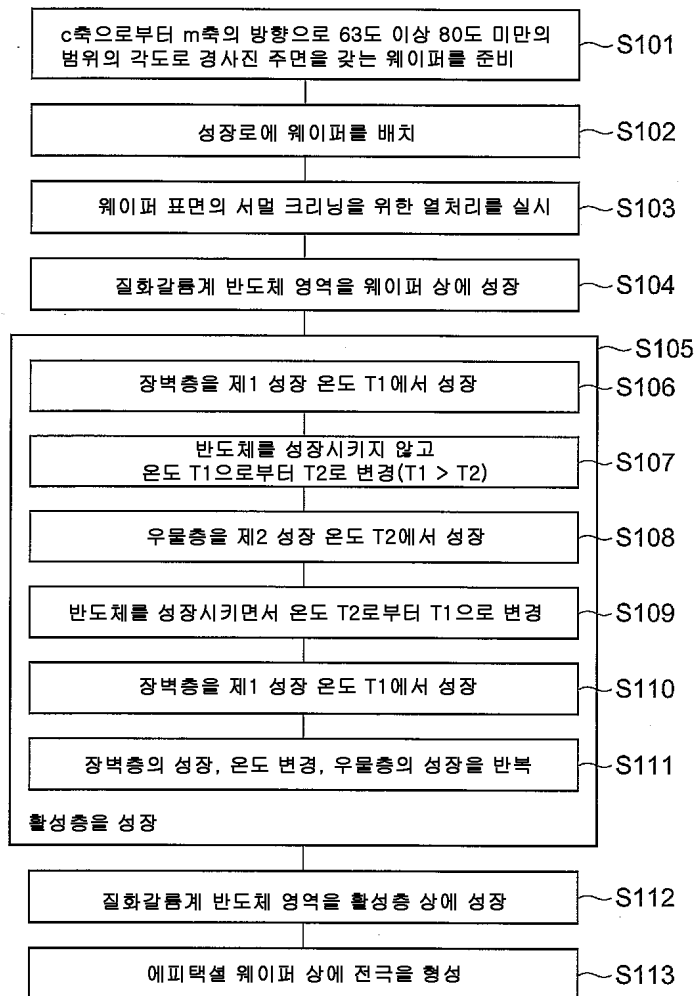 c축으로부터 m축의 방향으로 63도 이상 80도 미만의
범위의 각도로 경사진 주면을 갖는 웨이퍼를 준비
S101
성장로에 웨이퍼를 배치
S102
웨이퍼 표면의 서멀 크리닝을 위한 열처리를 실시
S103
질화갈륨계 반도체 영역을 웨이퍼 상에 성장
S104
S105
장벽층을 제1 성장 온도 T1에서 성장
S106
반도체를 성장시키지 않고
온도 T1으로부터 T2로 변경(T1 > T2)
S107
우물층을 제2 성장 온도 T2에서 성장
S108
반도체를 성장시키면서 온도 T2로부터 T1으로 변경
S109
장벽층을 제1 성장 온도 T1에서 성장
S110
장벽층의 성장, 온도 변경, 우물층의 성장을 반복
S111
활성층을 성장
질화갈륨계 반도체 영역을 활성층 상에 성장
S112
에피택셜 웨이퍼 상에 전극을 형성
S113